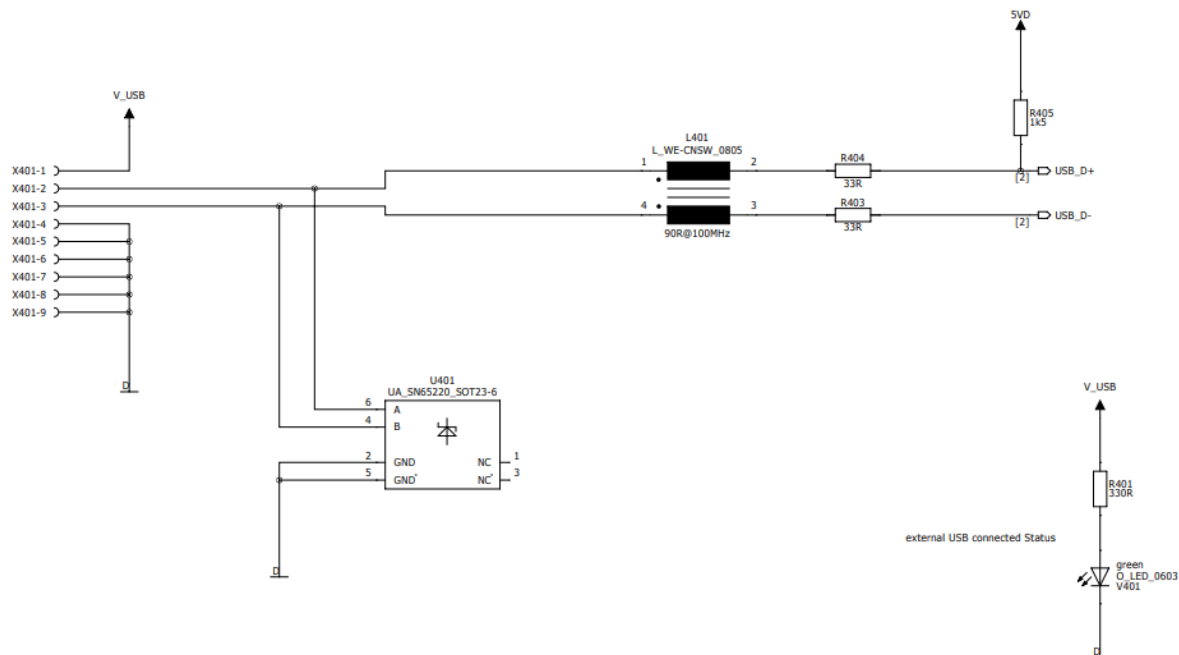 5VD
V_USB
R405
1k5
L401
L_WE-CNSW_0805
X401-1
1
2
R404
[2]
USB_D+
X401-2
33R
X401-3
4
3
R403
USB_D-
X401-4
90R@100MHz
33R
[2]
X401-5
X401-6
X401-7
X401-8
X401-9
D
U401
UA_SN65220_SOT23-6
V_USB
6
A
4
B
2
GND
NC
1
5
GND'
NC'
3
R401
330R
external USB connected Status
green
O_LED_0603
V401
D
D